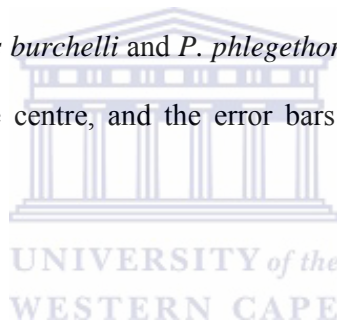 burchelli and P. phlegethon
centre, and the error bars
UNIVERSITY of the
WESTERN CAPE